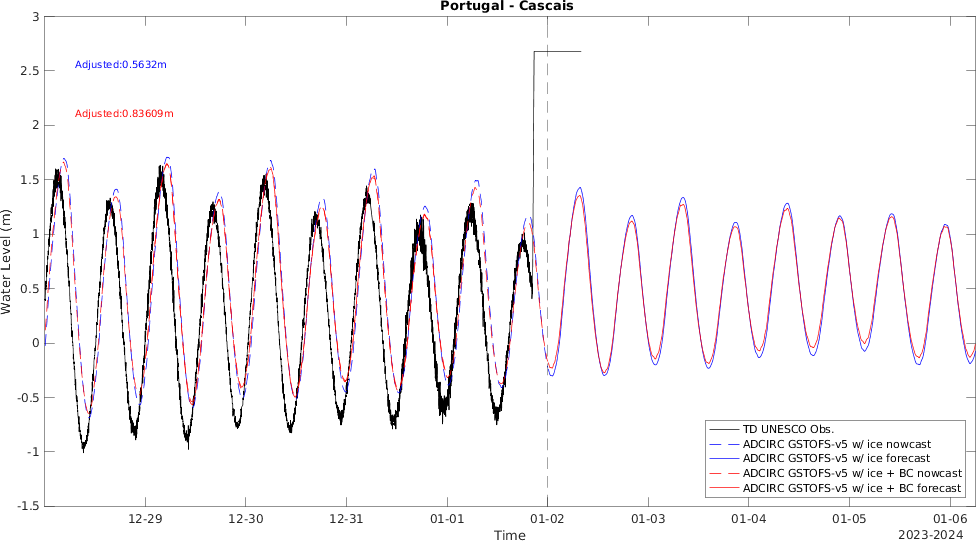 Portugal - Cascais
3
2.5
2
1.5
1
0.5
0
-0.5
-1
-1.5
Water Level (m)
Adjusted:0.5632m
Adjusted:0.83609m
TD UNESCO Obs.
ADCIRC GSTOFS-v5 w/ ice nowcast
ADCIRC GSTOFS-v5 w/ ice forecast
ADCIRC GSTOFS-v5 w/ ice + BC nowcast
ADCIRC GSTOFS-v5 w/ ice + BC forecast
12-29 12-30 12-31 01-01 01-02 01-03 01-04 01-05 01-06
Time
2023-2024